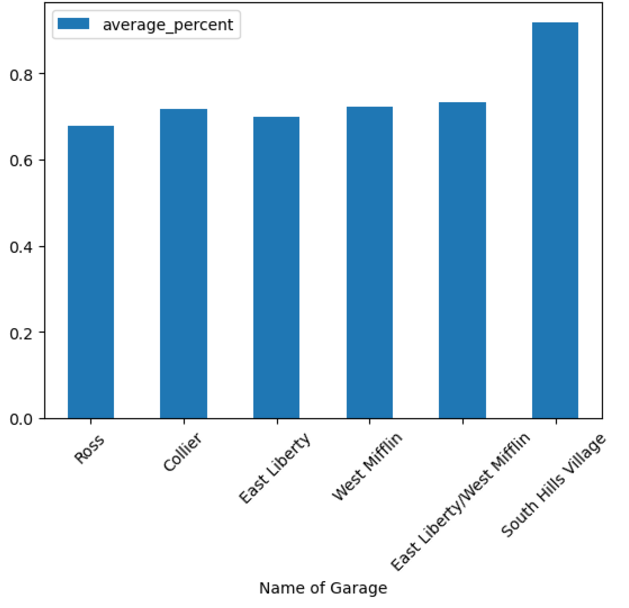 average_percent
0.8
0.6
0.4
0.2
0.0
Ross
Collier
East Liberty
West Mifflin
East Liberty/West Mifflin
South Hills Village
Name of Garage